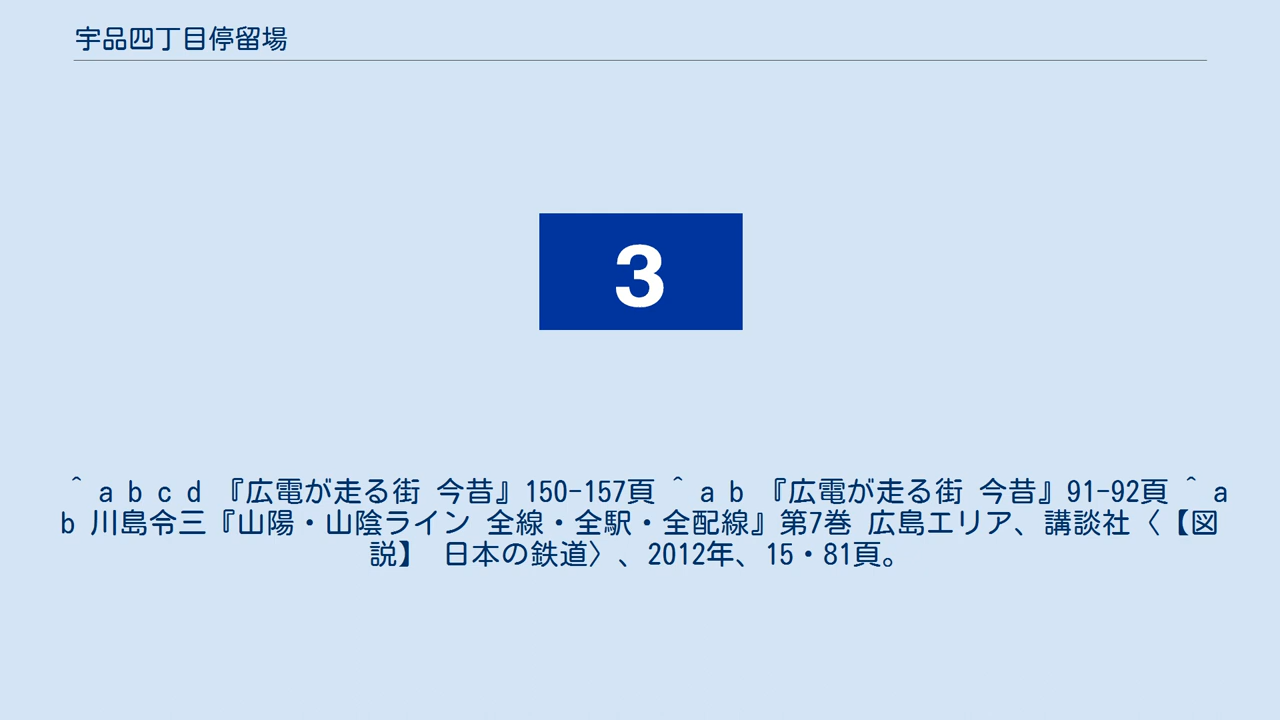 宇品四丁目停留場
3
^ a b c d 『広電が走る街 今昔』150-157頁 ^ a b 『広電が走る街 今昔』91-92頁 ^ a
b 川島令三『山陽・山陰ライン 全線・全駅・全配線』第7巻 広島エリア、講談社〈【図
説】 日本の鉄道〉、2012年、15・81頁。